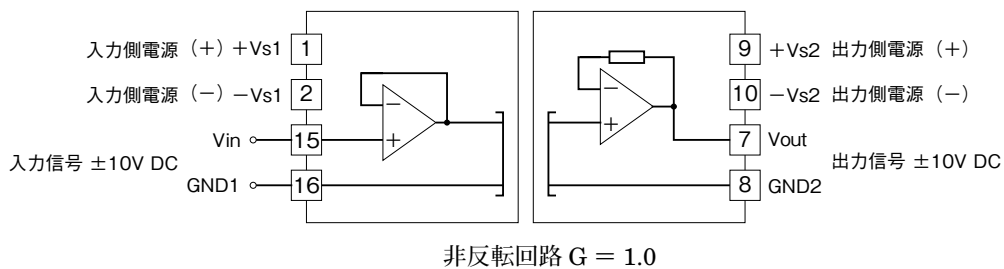 入力側電源（＋）+Vs1 1
入力側電源（－）−Vs1 2
Vin 15
入力信号 ±10V DC
GND1 16
−
+
−
+
9 +Vs2 出力側電源（＋）
10 −Vs2 出力側電源（－）
7 Vout
出力信号 ±10V DC
8 GND2
非反転回路 G = 1.0